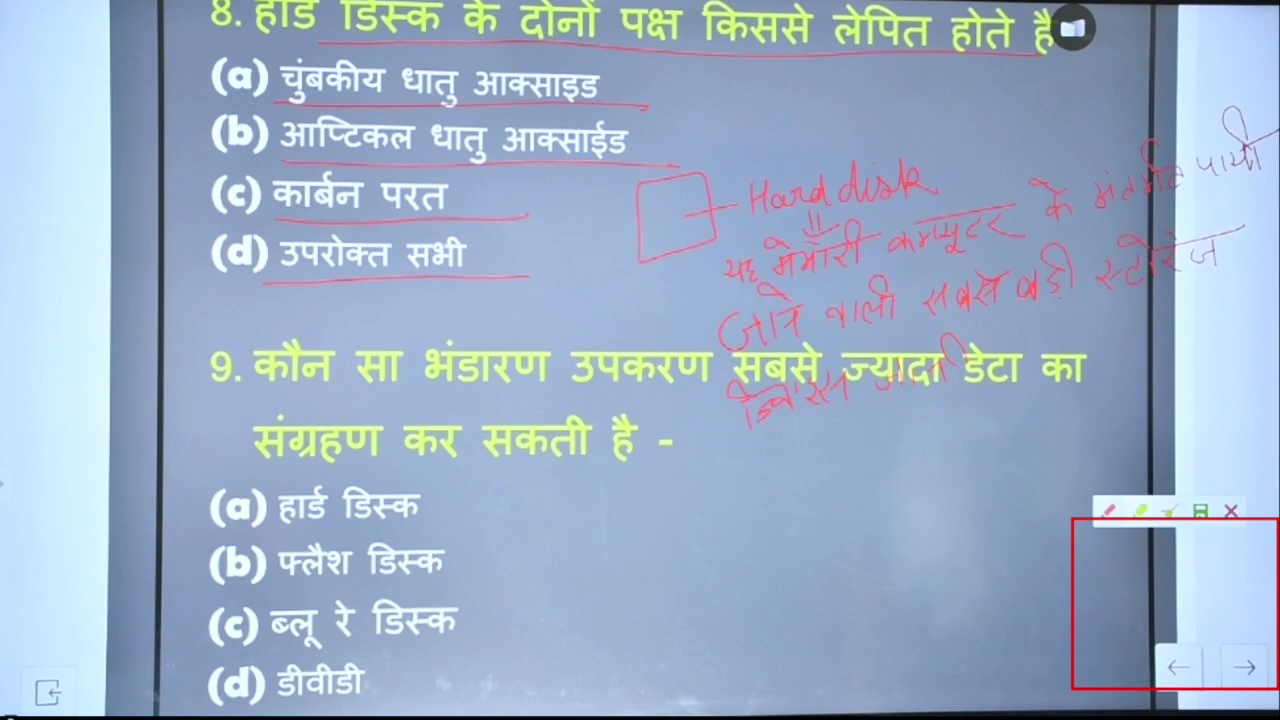 8. हार्ड डिस्क के दोनों पक्ष किससे लेपित होते है
(a) चुंबकीय धातु आक्साइड
(b) आप्टिकल धातु आक्साईड
(c) कार्बन परत
(d) उपरोक्त सभी
Hard disk
यह मेमोरी कम्प्यूटर के अंतर्गत पायी
जाने वाली सबसे बड़ी स्टोरेज
9. कौन सा भंडारण उपकरण सबसे ज्यादा डेटा का
संग्रहण कर सकती है -
(a) हार्ड डिस्क
(b) फ्लैश डिस्क
(c) ब्लू रे डिस्क
(d) डीवीडी